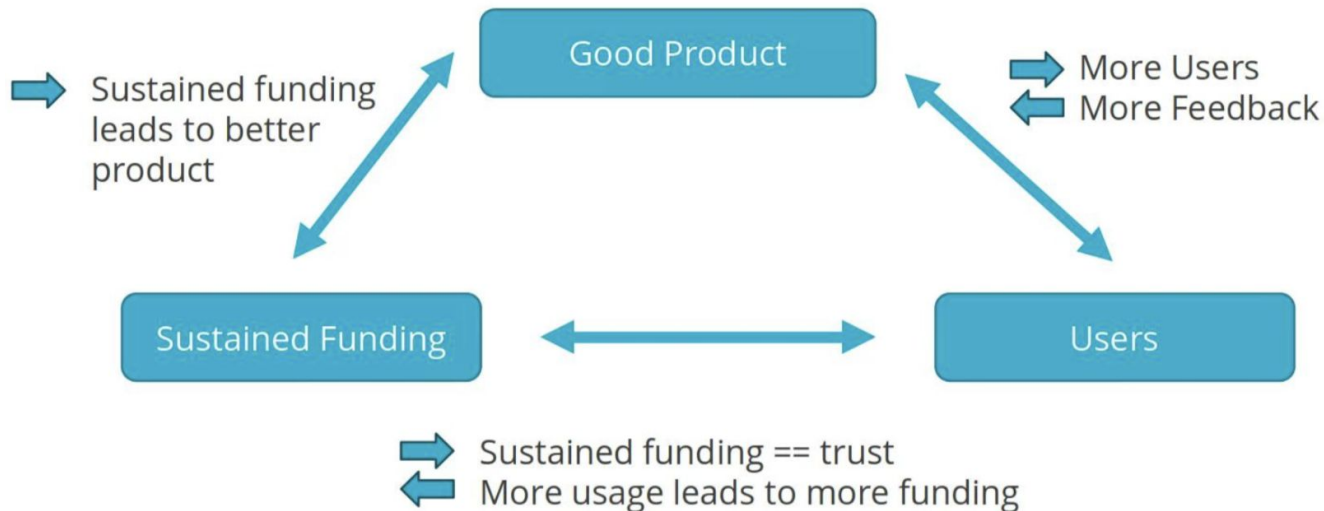 Good Product
Sustained funding
leads to better
product
More Users
More Feedback
Sustained Funding
Users
Sustained funding == trust
More usage leads to more funding